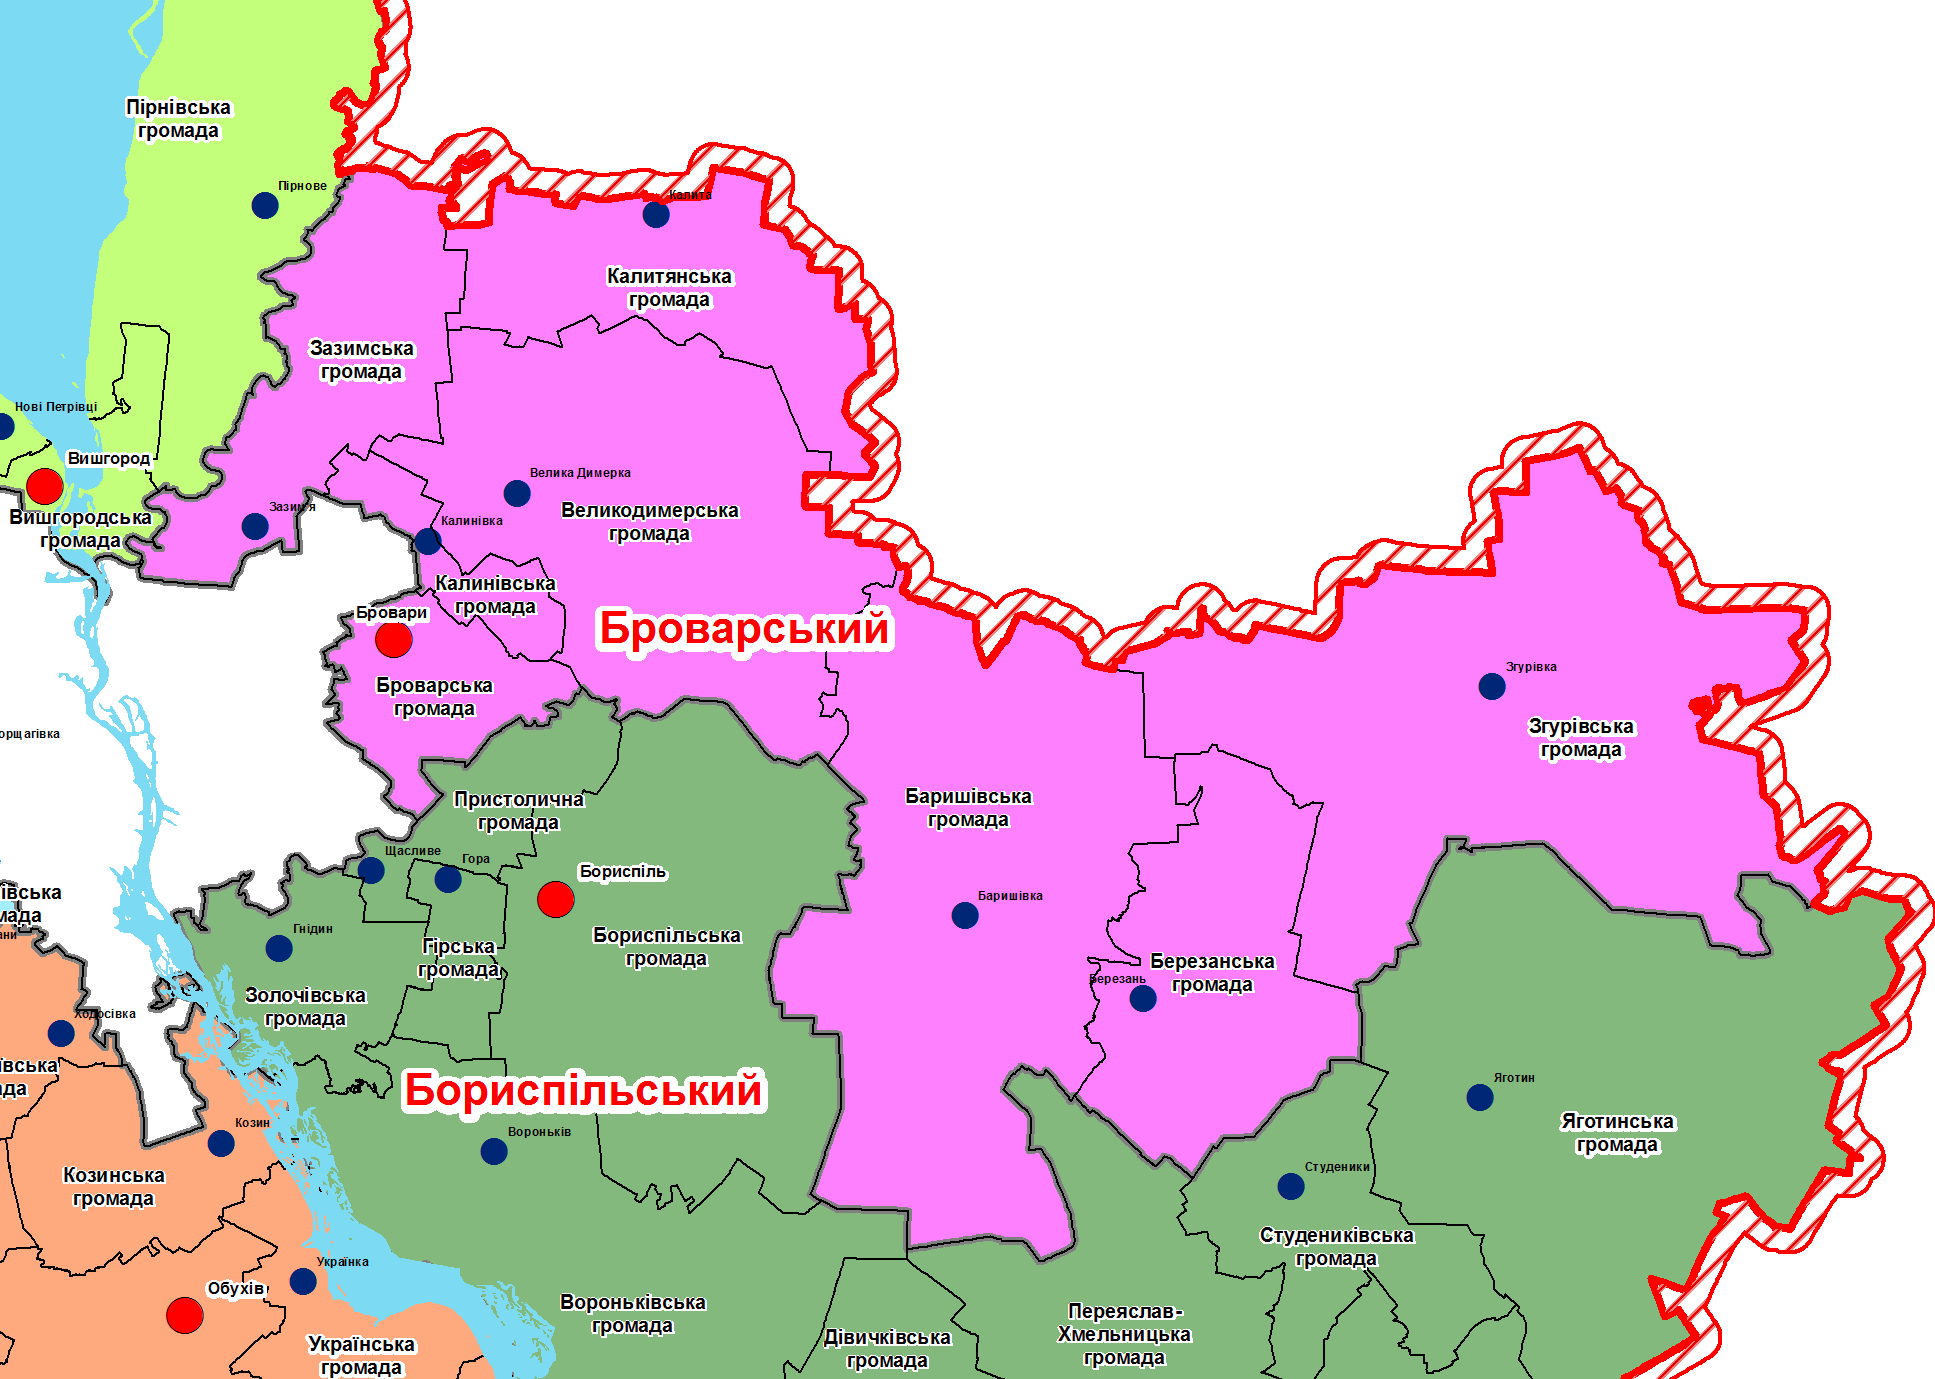 Пірнівська
громада
Пірнове
Калита
Калитянська
громада
Зазимська
громада
Нові Петрівці
Вишгород
Вишгородська
громада
Зазим'я
Велика Димерка
Калинівка
Великодимерська
громада
Калинівська
громада
Бровари
Броварський
Броварська
громада
Згурівка
Згурівська
громада
Баришівська
громада
Пристолична
громада
Щасливе
Гора
Бориспіль
Баришівка
Гнідин
Гірська
громада
Бориспільська
громада
Березанська
громада
Березань
Золочівська
громада
Ходосівка
Бориспільський
Яготин
Яготинська
громада
Козин
Вороньків
Козинська
громада
Студеники
Студениківська
громада
Українка
Обухів
Вороньківська
громада
Українська
громада
Дівичківська
громада
Переяслав-
Хмельницька
громада